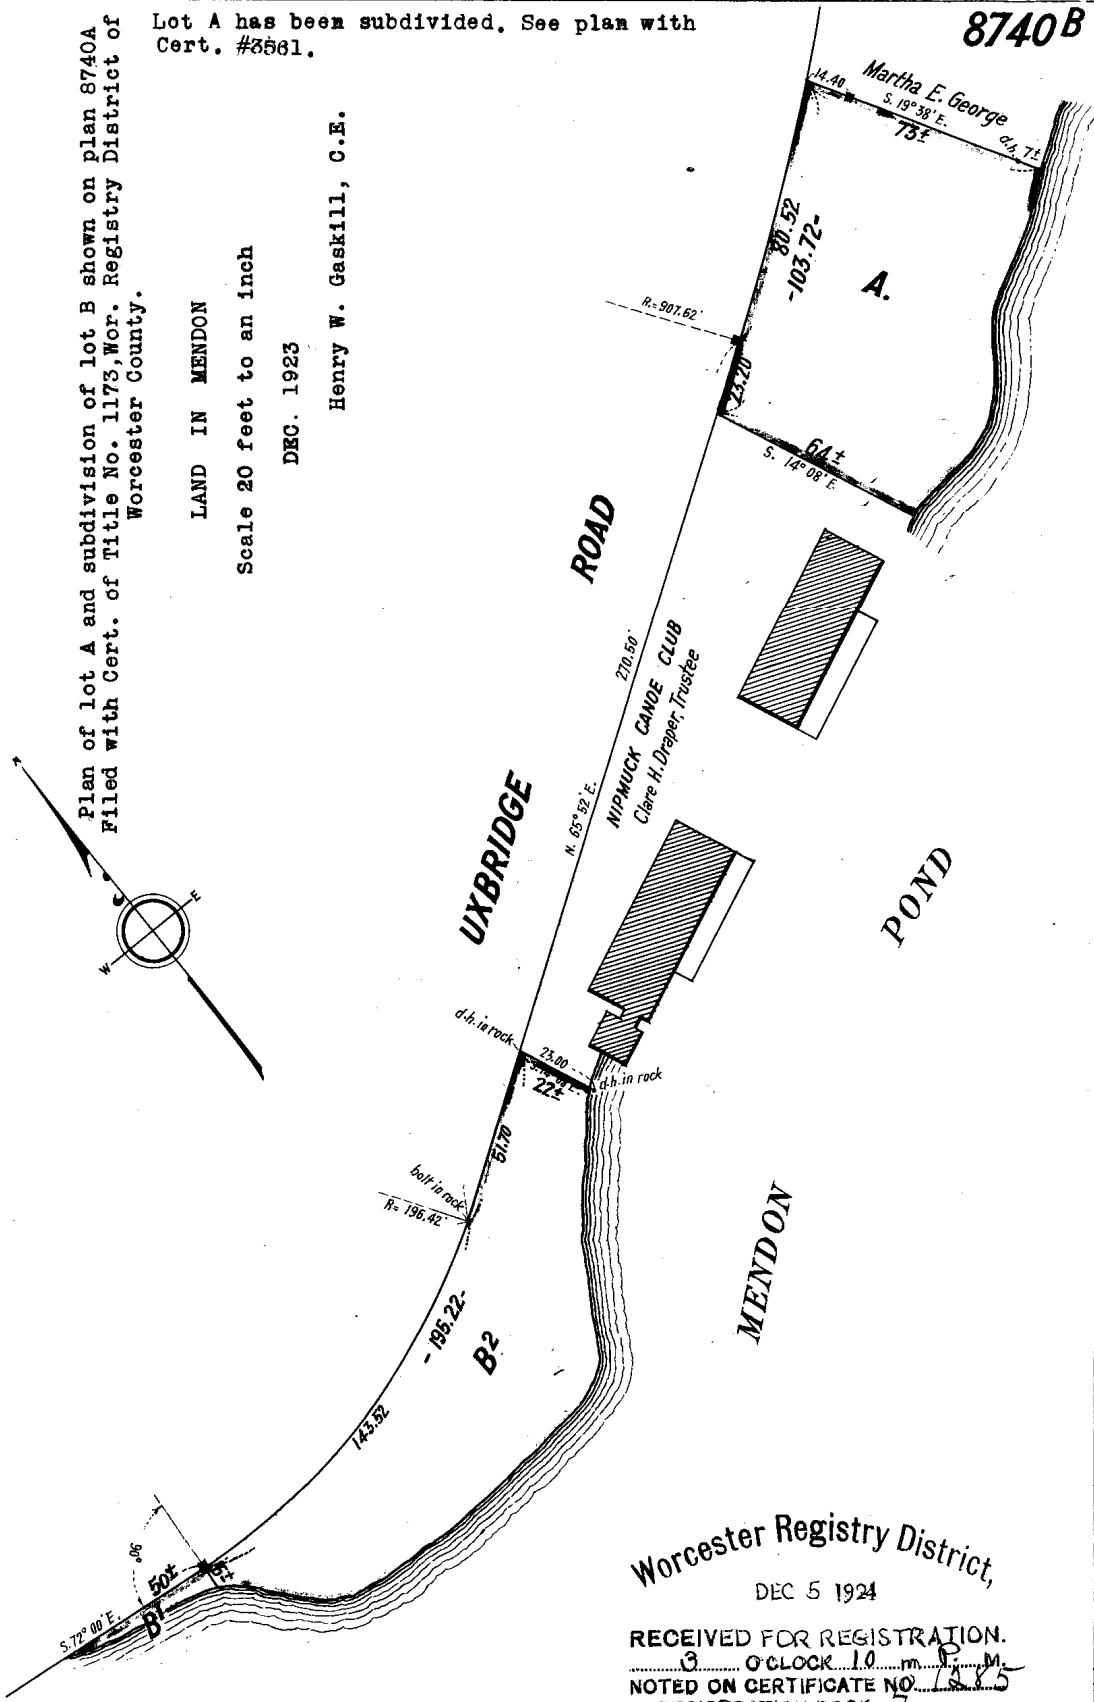 Lot A has been subdivided. See plan with
Cert. #3561.
8740B
Plan of lot A and subdivision of lot B shown on plan 8740A
Filed with Cert. of Title No. 1173, Wor. Registry District of
Worcester County.
LAND IN MENDON
Scale 20 feet to an inch
DEC. 1923
Henry W. Gaskill, C.E.
14.40
Martha E. George
S. 19° 38' E.
73±
d.h. 7±
80.52
-103.72-
A.
R.=907.62'
23.20
64±
S. 14° 08' E.
UXBRIDGE ROAD
270.50'
N. 65° 52' E.
NIPMUCK CANOE CLUB
Clare H. Draper, Trustee
E
W
MENDON POND
d.h. in rock
23.00
S. 14° 08' E.
22±
d.h. in rock
51.70
bolt in rock
R= 196.42'
-195.22-
B2
143.52
90°
50±
5±
S. 72° 00' E.
B1
Worcester Registry District,
DEC 5 1924
RECEIVED FOR REGISTRATION.
3 O'CLOCK 10 m P. M.
NOTED ON CERTIFICATE NO. 1285